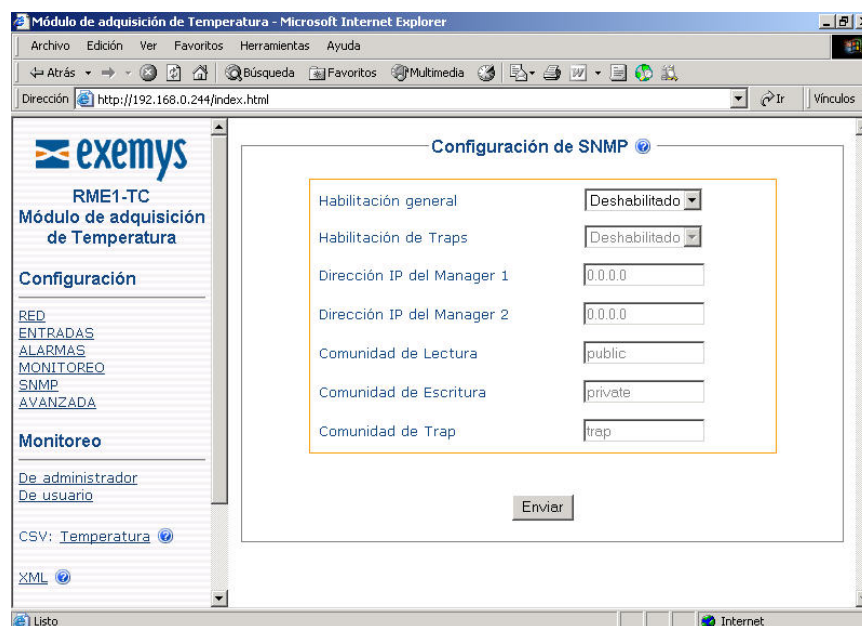 Módulo de adquisición de Temperatura - Microsoft Internet Explorer
Archivo Edición Ver Favoritos Herramientas Ayuda
Atrás Búsqueda Favoritos Multimedia
Dirección http://192.168.0.244/index.html Ir Vínculos
exemys
RME1-TC
Módulo de adquisición
de Temperatura
Configuración
RED
ENTRADAS
ALARMAS
MONITOREO
SNMP
AVANZADA
Monitoreo
De administrador
De usuario
CSV: Temperatura
XML
Configuración de SNMP
Habilitación general Deshabilitado
Habilitación de Traps Deshabilitado
Dirección IP del Manager 1 0.0.0.0
Dirección IP del Manager 2 0.0.0.0
Comunidad de Lectura public
Comunidad de Escritura private
Comunidad de Trap trap
Enviar
Listo Internet